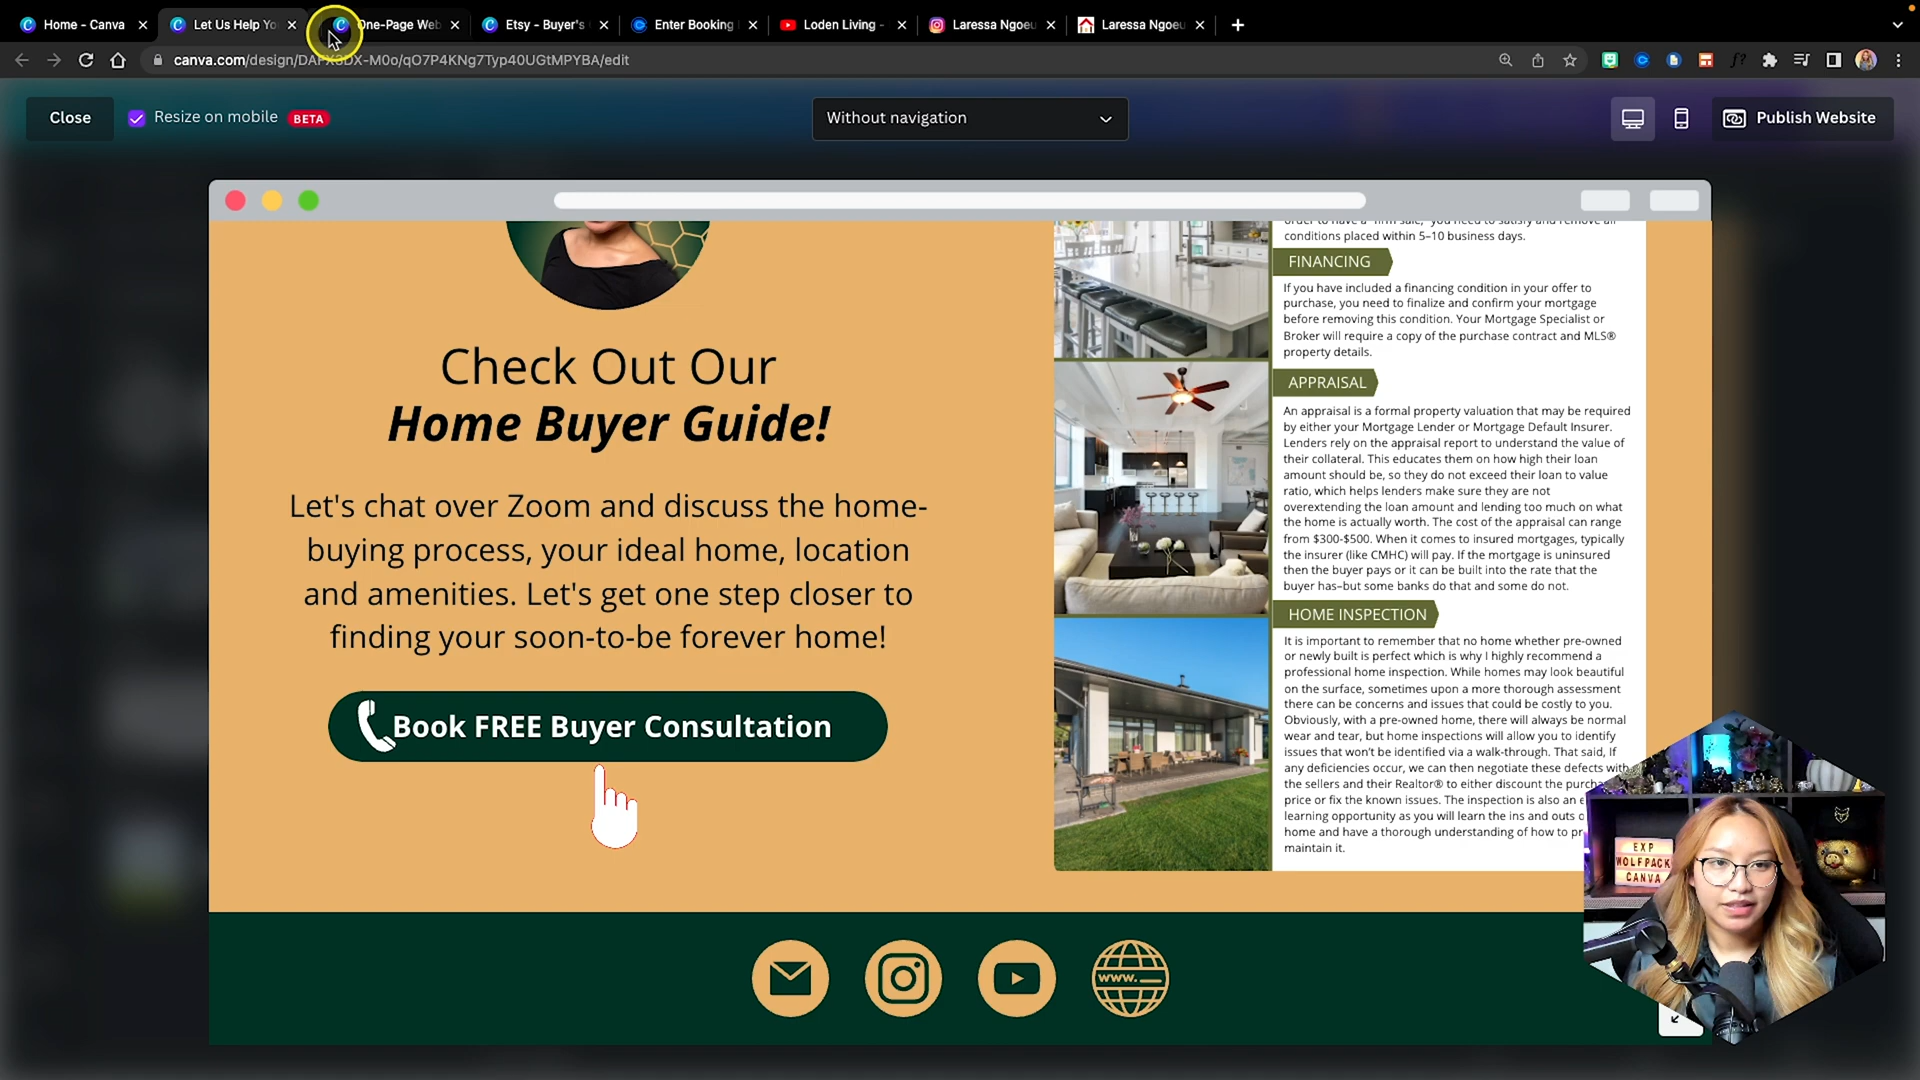 Home - Canva
Let Us Help Yo
One-Page Web
Etsy - Buyer's
Enter Booking
Loden Living -
Laressa Ngoeu
Laressa Ngoeu
canva.com/design/DAFX3DX-M0o/qO7P4KNg7Typ40UGtMPYBA/edit
Close
Resize on mobile
BETA
Without navigation
Publish Website
Check Out Our
Home Buyer Guide!
Let's chat over Zoom and discuss the home-
buying process, your ideal home, location
and amenities. Let's get one step closer to
finding your soon-to-be forever home!
Book FREE Buyer Consultation
order to have a "firm sale," you need to satisfy and remove all
conditions placed within 5–10 business days.
FINANCING
If you have included a financing condition in your offer to
purchase, you need to finalize and confirm your mortgage
before removing this condition. Your Mortgage Specialist or
Broker will require a copy of the purchase contract and MLS®
property details.
APPRAISAL
An appraisal is a formal property valuation that may be required
by either your Mortgage Lender or Mortgage Default Insurer.
Lenders rely on the appraisal report to understand the value of
their collateral. This educates them on how high their loan
amount should be, so they do not exceed their loan to value
ratio, which helps lenders make sure they are not
overextending the loan amount and lending too much on what
the home is actually worth. The cost of the appraisal can range
from $300-$500. When it comes to insured mortgages, typically
the insurer (like CMHC) will pay. If the mortgage is uninsured
then the buyer pays or it can be built into the rate that the
buyer has–but some banks do that and some do not.
HOME INSPECTION
It is important to remember that no home whether pre-owned
or newly built is perfect which is why I highly recommend a
professional home inspection. While homes may look beautiful
on the surface, sometimes upon a more thorough assessment
there can be concerns and issues that could be costly to you.
Obviously, with a pre-owned home, there will always be normal
wear and tear, but home inspections will allow you to identify
issues that won't be identified via a walk-through. That said, If
any deficiencies occur, we can then negotiate these defects with
the sellers and their Realtor® to either discount the purch
price or fix the known issues. The inspection is also an e
learning opportunity as you will learn the ins and outs o
home and have a thorough understanding of how to pr
maintain it.
www.
EXP
WOLFPACK
CANVA